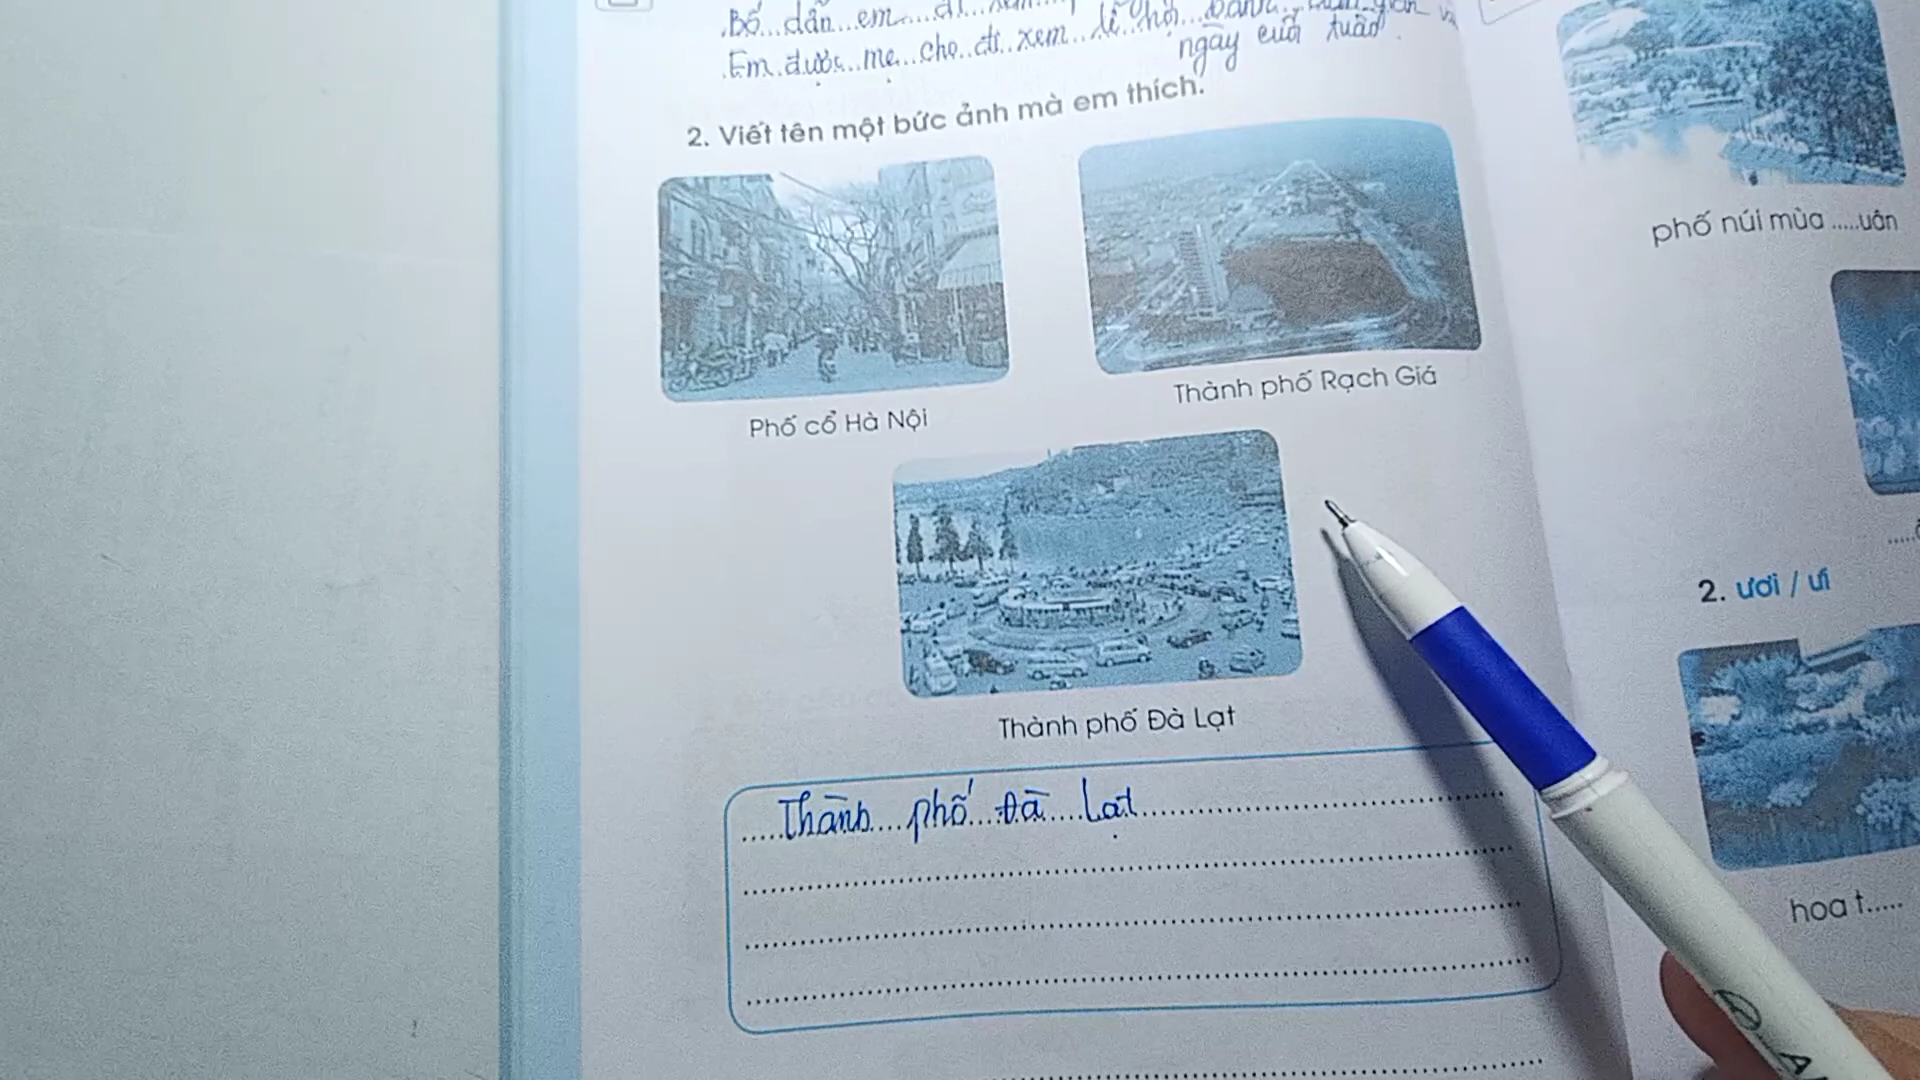 Bố dẫn em đi
Em được mẹ cho đi xem lễ hội
ngày cuối tuần.
2. Viết tên một bức ảnh mà em thích.
Phố cổ Hà Nội
Thành phố Rạch Giá
Thành phố Đà Lạt
Thành phố Đà Lạt
phố núi mùa .....uân
2. ươi / ưi
hoa t.....